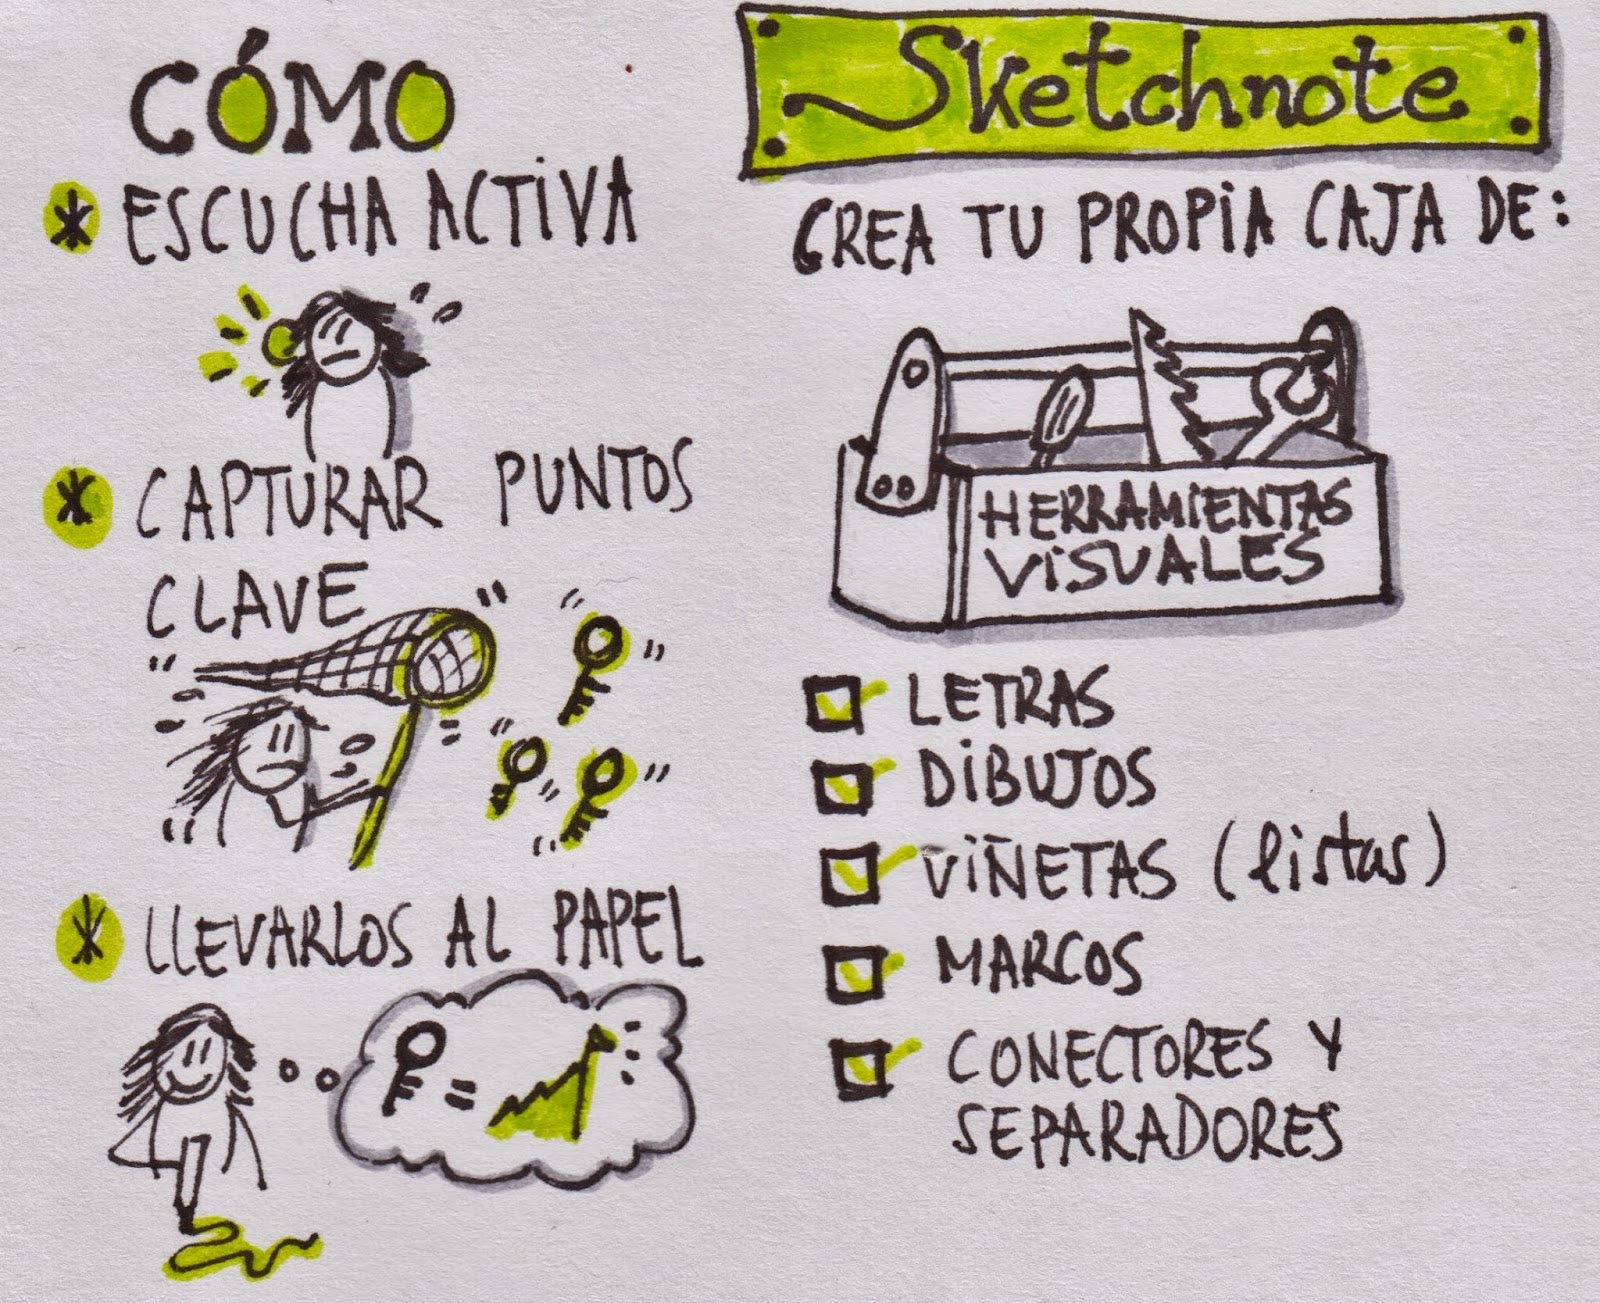 CÓMO
* ESCUCHA ACTIVA
* CAPTURAR PUNTOS
CLAVE
* LLEVARLOS AL PAPEL
=
Sketchnote
CREA TU PROPIA CAJA DE:
HERRAMIENTAS
VISUALES
LETRAS
DIBUJOS
VIÑETAS (listas)
MARCOS
CONECTORES Y
SEPARADORES